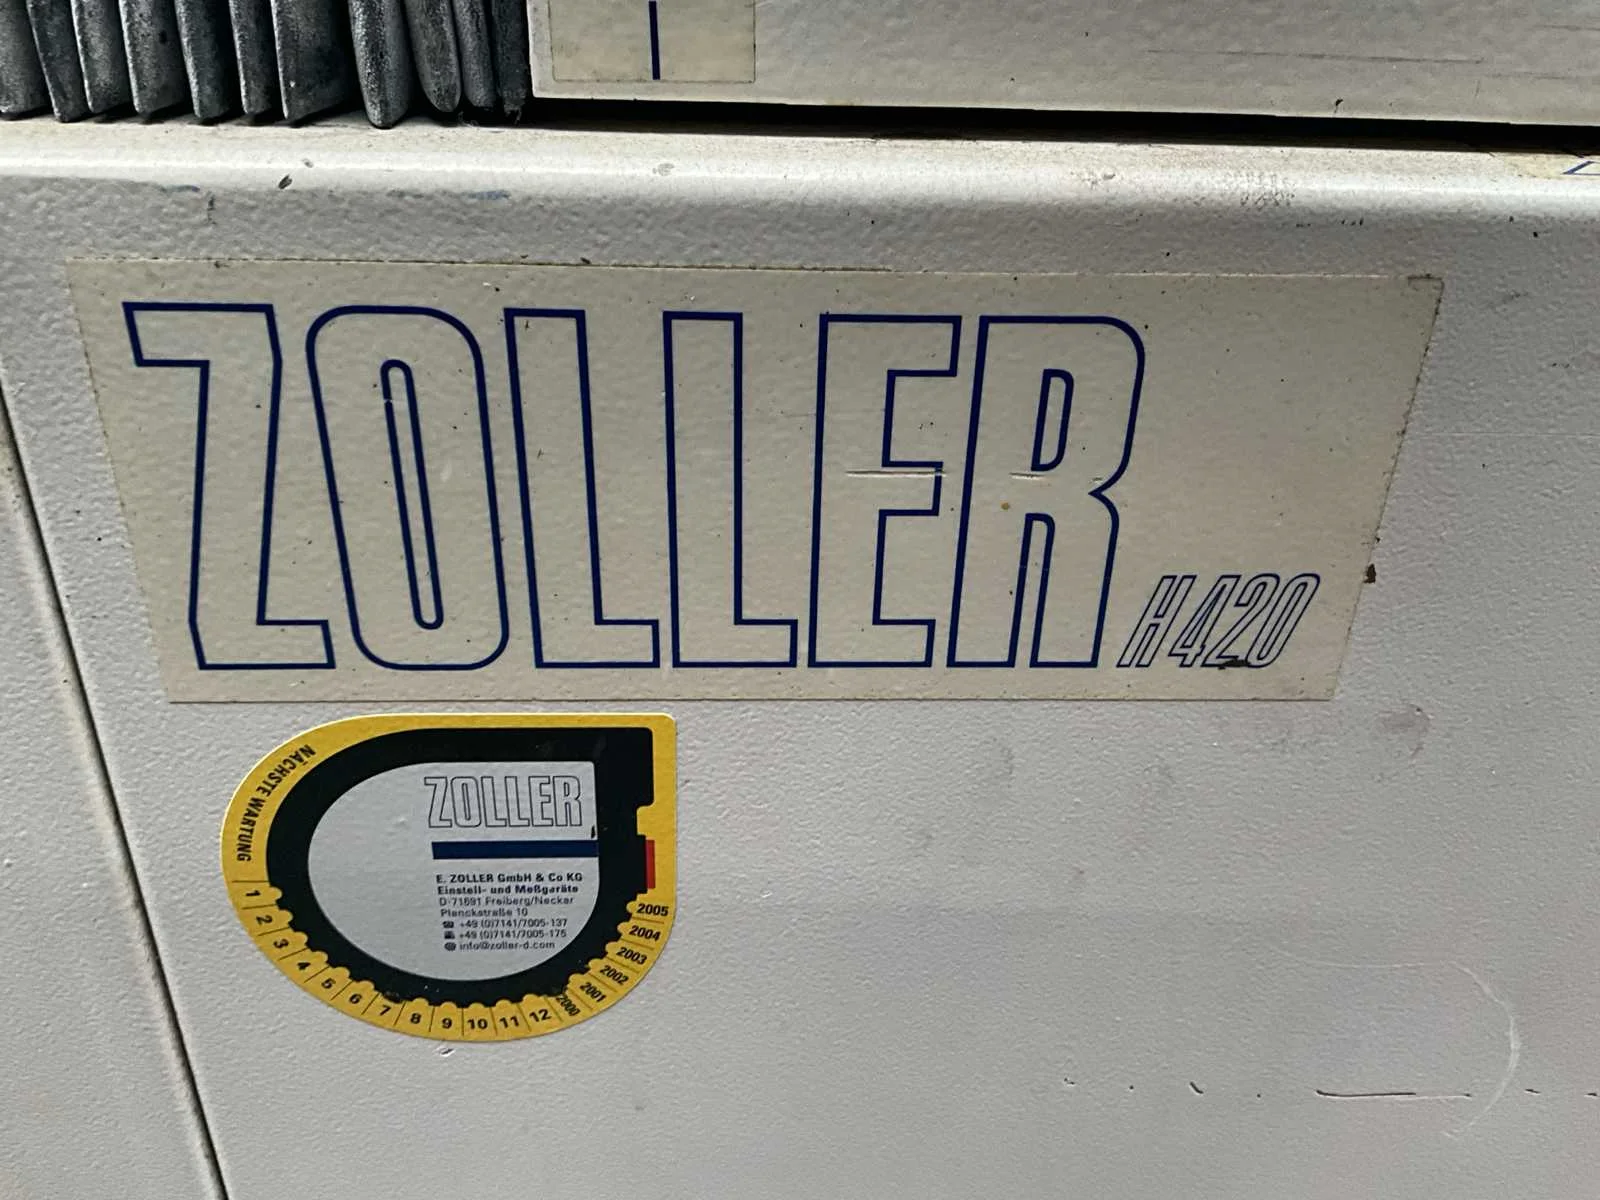 ZOLLER
H420
NÄCHSTE WARTUNG
ZOLLER
E. ZOLLER GmbH & Co KG
Einstell- und Meßgeräte
D-71691 Freiberg/Neckar
Planckstraße 10
+49 (0)7141/7005-137
+49 (0)7141/7005-175
info@zoller-d.com
1 2 3 4 5 6 7 8 9 10 11 12 2000 2001 2002 2003 2004 2005